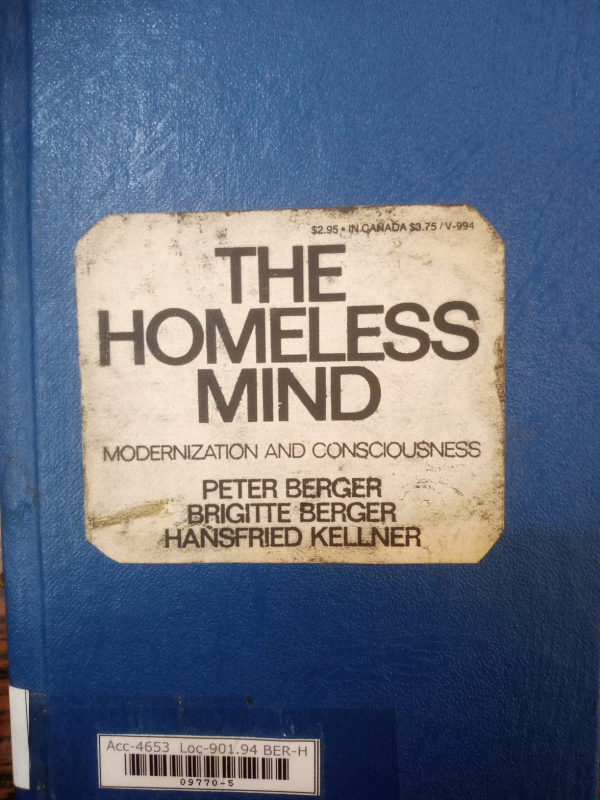 $2.95 • IN CANADA $3.75 / V-994
THE
HOMELESS
MIND
MODERNIZATION AND CONSCIOUSNESS
PETER BERGER
BRIGITTE BERGER
HANSFRIED KELLNER
Acc-4653 Loc-901.94 BER-H
09770-5